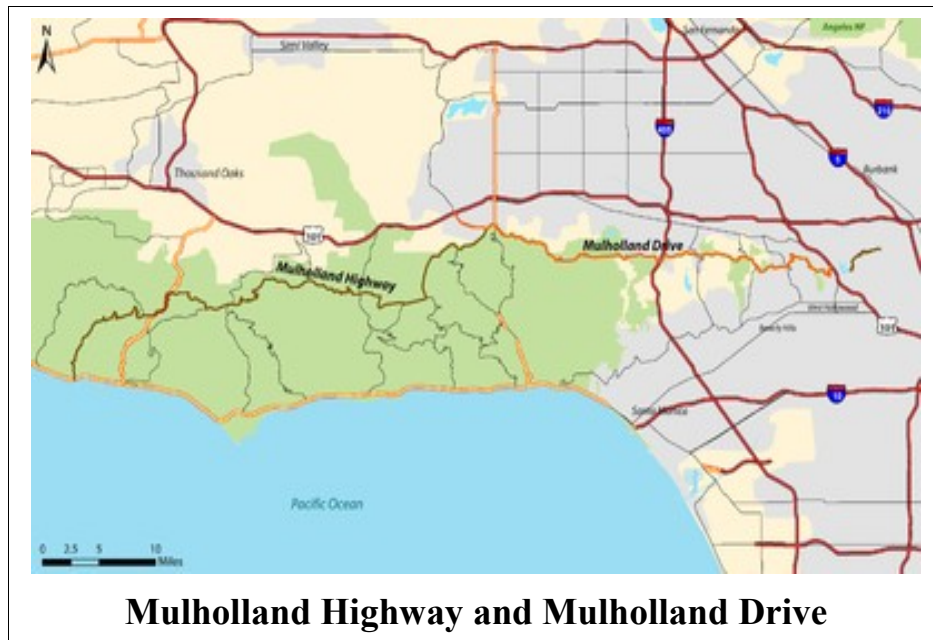 N
Simi Valley
San Fernando
Angeles NF
210
405
5
Burbank
Thousand Oaks
101
Mulholland Drive
Mulholland Highway
West Hollywood
Beverly Hills
101
10
Santa Monica
Pacific Ocean
0 2.5 5 10
Miles
Mulholland Highway and Mulholland Drive